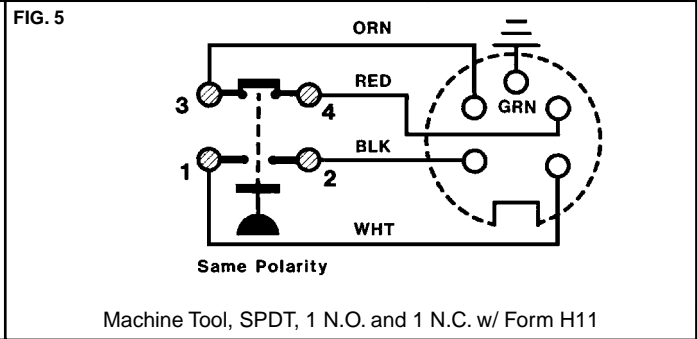 FIG. 5
ORN
RED
GRN
3
4
BLK
1
2
WHT
Same Polarity
Machine Tool, SPDT, 1 N.O. and 1 N.C. w/ Form H11